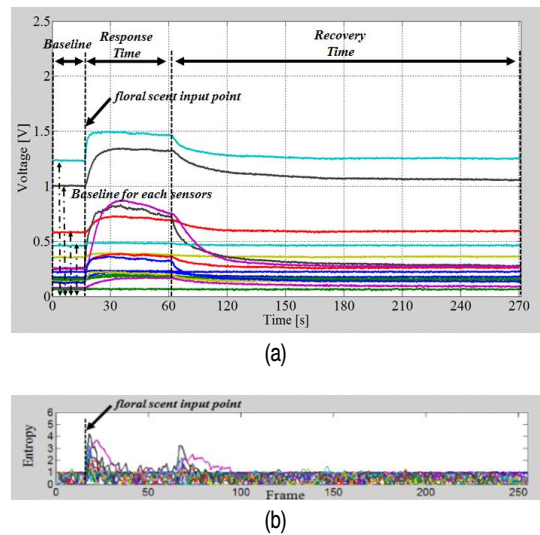 Baseline
Response Time
Recovery Time
floral scent input point
Baseline for each sensors
Voltage [V]
2.5
2
1.5
1
0.5
0
0
30
60
90
120
150
180
210
240
270
Time [s]
(a)
floral scent input point
Entropy
6
5
4
3
2
1
0
0
50
100
150
200
250
Frame
(b)